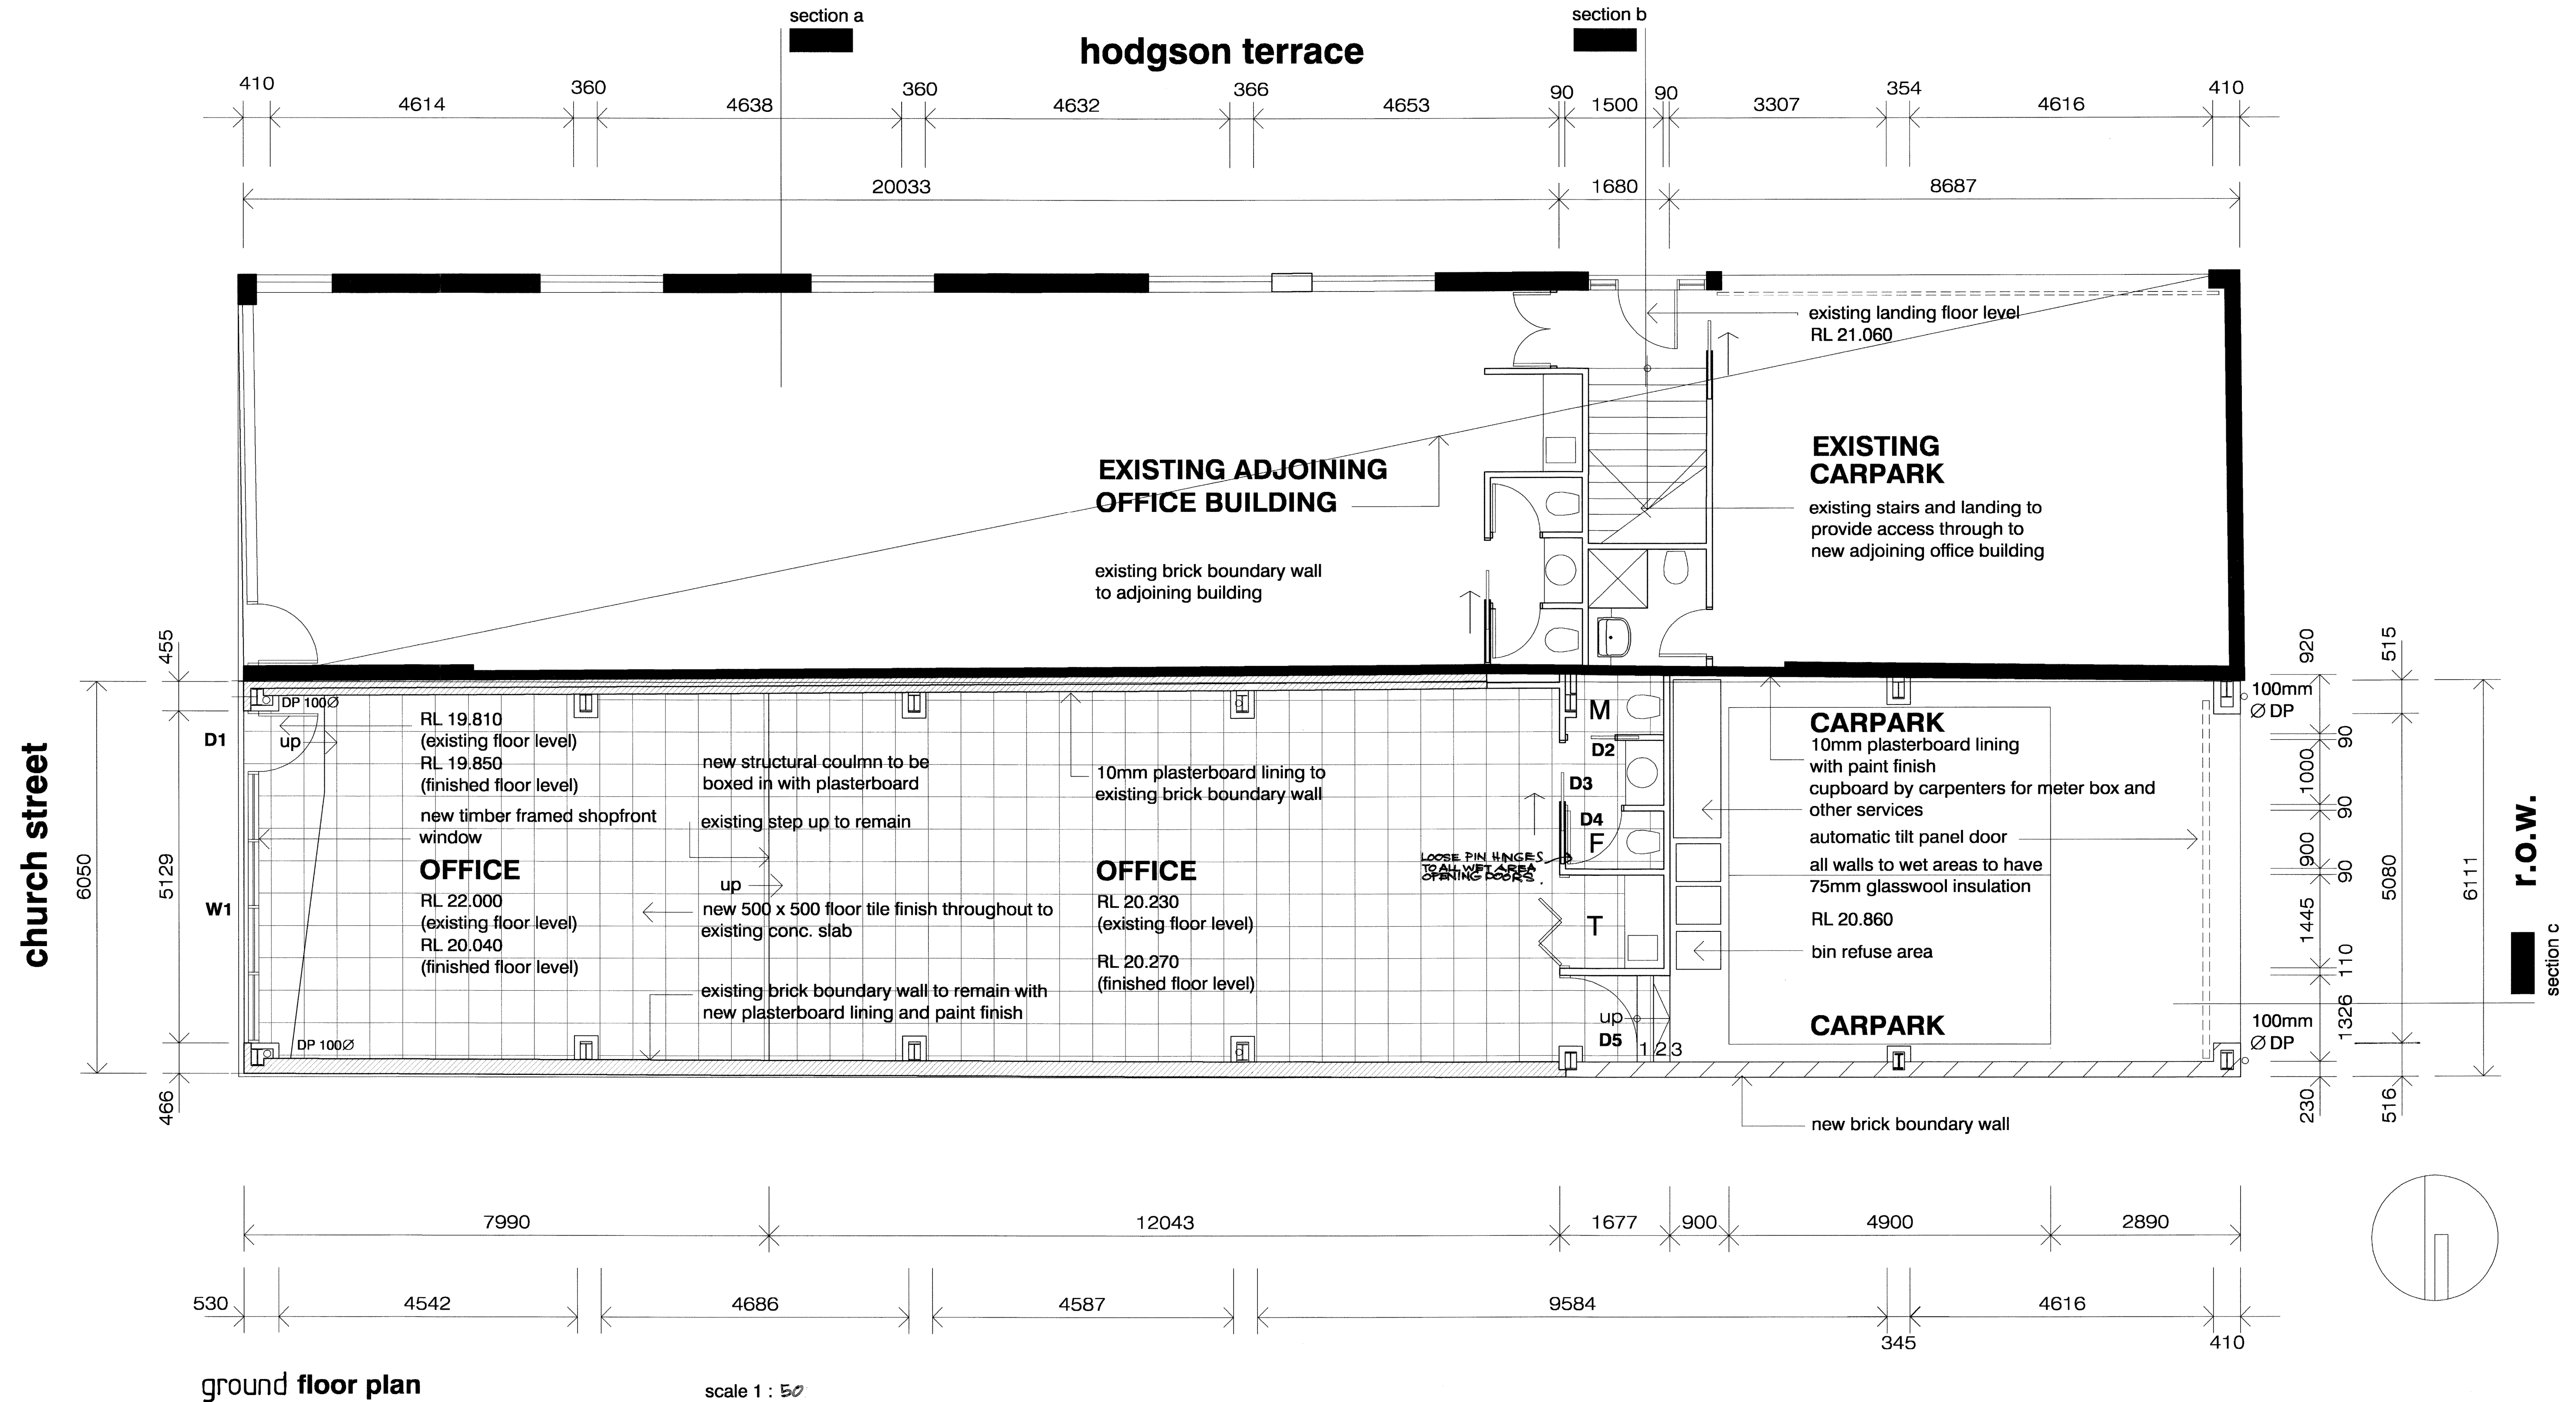 section a
section b
hodgson terrace
410
360
360
366
90
90
354
410
4614
4638
4632
4653
1500
3307
4616
20033
1680
8687
existing landing floor level
RL 21.060
EXISTING ADJOINING
OFFICE BUILDING
EXISTING
CARPARK
existing stairs and landing to
provide access through to
new adjoining office building
existing brick boundary wall
to adjoining building
church street
6050
455
5129
466
D1
W1
DP 100Ø
RL 19.810
(existing floor level)
RL 19.850
(finished floor level)
up
new timber framed shopfront
window
OFFICE
RL 22.000
(existing floor level)
RL 20.040
(finished floor level)
DP 100Ø
new structural coulmn to be
boxed in with plasterboard
existing step up to remain
up
new 500 x 500 floor tile finish throughout to
existing conc. slab
existing brick boundary wall to remain with
new plasterboard lining and paint finish
10mm plasterboard lining to
existing brick boundary wall
OFFICE
RL 20.230
(existing floor level)
RL 20.270
(finished floor level)
LOOSE PIN HINGES
TO ALL WET AREA
OPENING DOORS.
M
D2
D3
D4
F
T
up
D5
1 2 3
CARPARK
10mm plasterboard lining
with paint finish
cupboard by carpenters for meter box and
other services
automatic tilt panel door
all walls to wet areas to have
75mm glasswool insulation
RL 20.860
bin refuse area
CARPARK
new brick boundary wall
100mm
Ø DP
100mm
Ø DP
920
90
1000
90
900
90
1445
110
1326
230
515
5080
516
6111
r.o.w.
section c
7990
12043
1677
900
4900
2890
530
4542
4686
4587
9584
4616
345
410
ground floor plan
scale 1 : 50